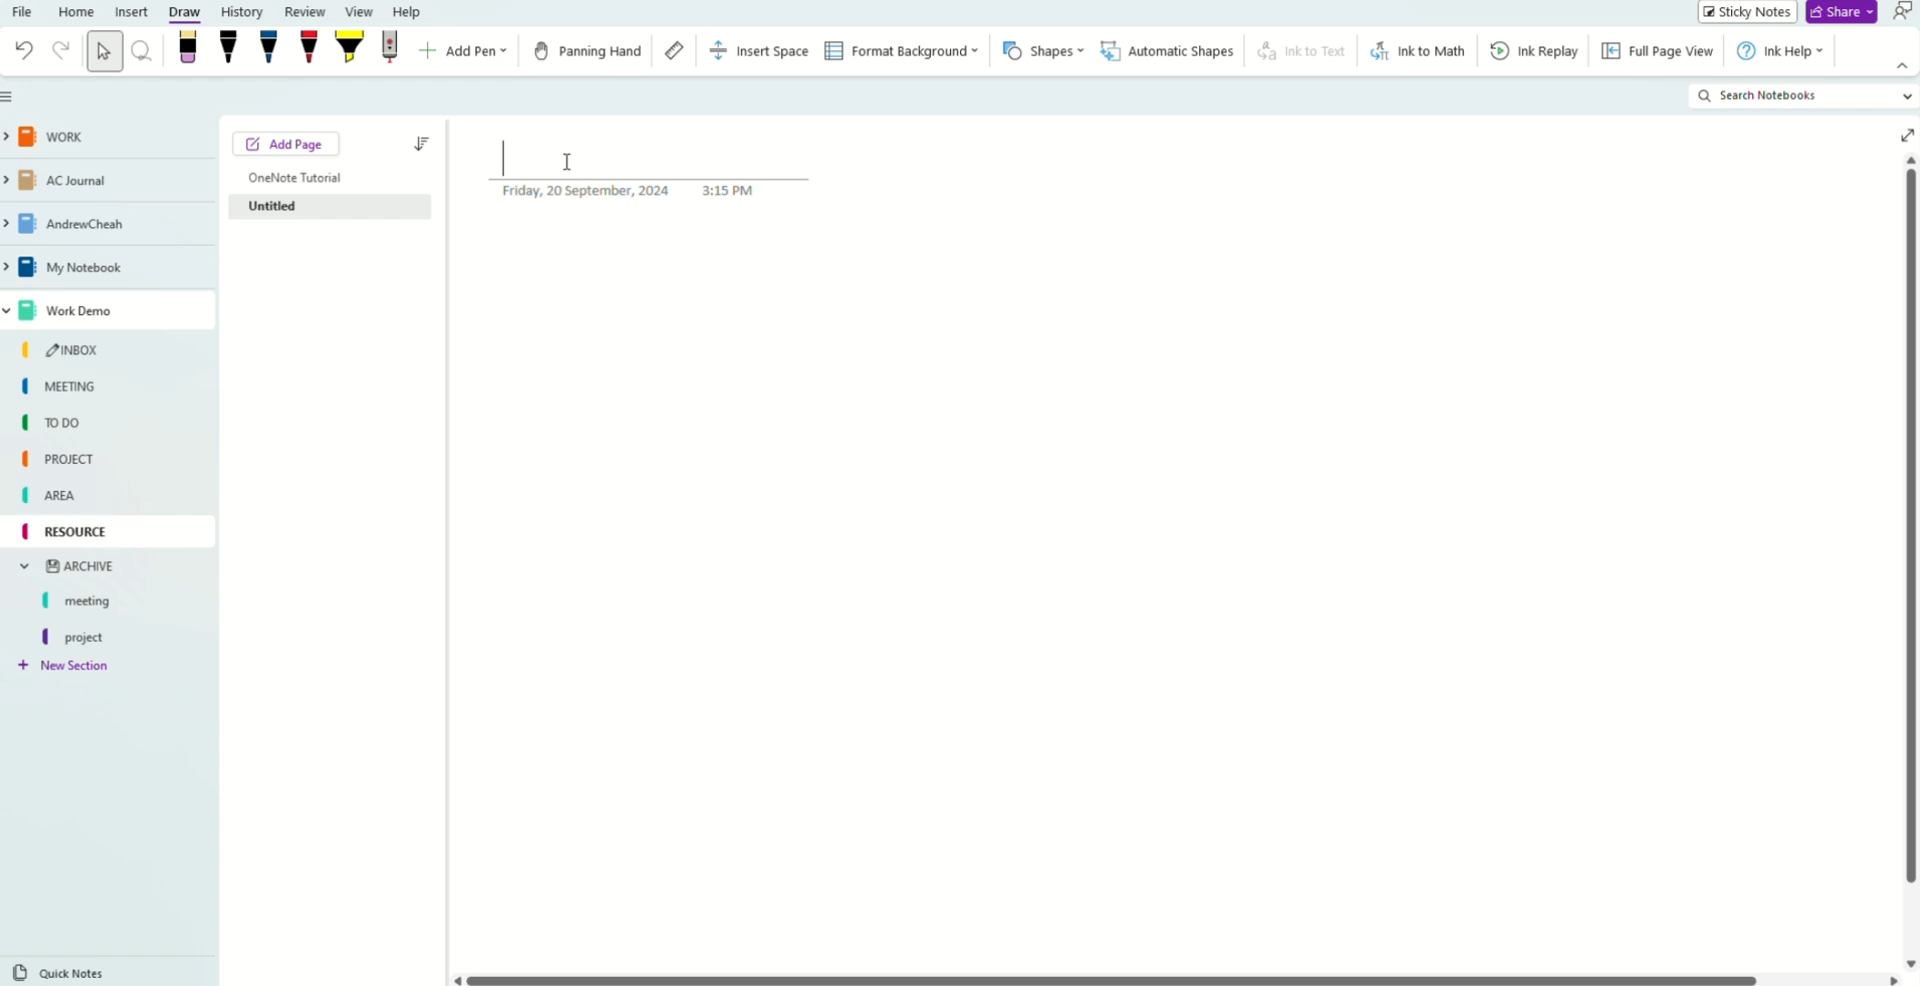 File Home Insert Draw History Review View Help Sticky Notes Share
Add Pen Panning Hand Insert Space Format Background Shapes Automatic Shapes Ink to Text Ink to Math Ink Replay Full Page View Ink Help
Search Notebooks
WORK
AC Journal
AndrewCheah
My Notebook
Work Demo
INBOX
MEETING
TO DO
PROJECT
AREA
RESOURCE
ARCHIVE
meeting
project
+ New Section
Quick Notes
Add Page
OneNote Tutorial
Untitled
Friday, 20 September, 2024 3:15 PM